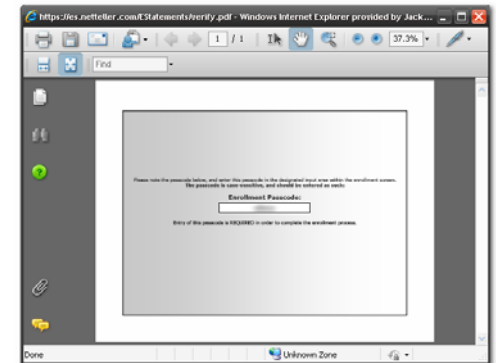 https://es.netteller.com/EStatements/rerify.pdf - Windows Internet Explorer provided by Jack...
1 / 1
37.3%
Find
Please note the passcode below, and enter this passcode in the designated input area within the enrollment screen.
The passcode is case-sensitive, and should be entered as such:
Enrollment Passcode:
Entry of this passcode is REQUIRED in order to complete the enrollment process.
Done
Unknown Zone